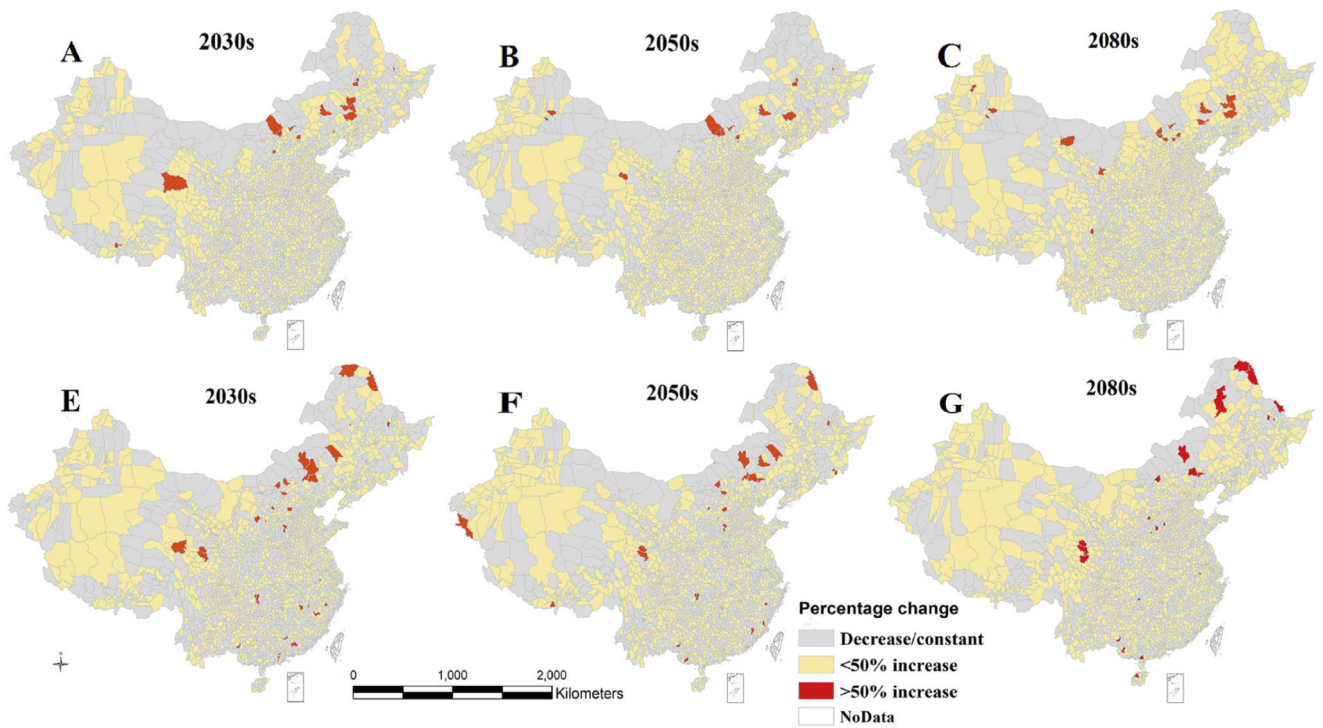 A 2030s
B 2050s
C 2080s
E 2030s
F 2050s
G 2080s
Percentage change
Decrease/constant
<50% increase
>50% increase
NoData
0 1,000 2,000
Kilometers